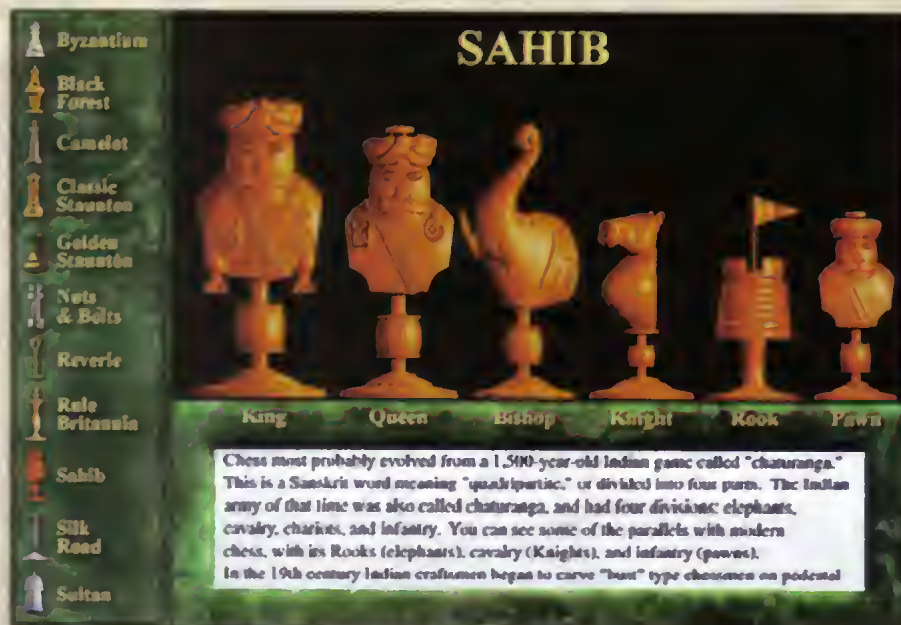 SAHIB
Byzantium
Black
Forest
Camelot
Classic
Staunton
Golden
Staunton
Nuts
& Bolts
Reverie
Rule
Britannia
Sahib
Silk
Road
Sultan
King Queen Bishop Knight Rook Pawn
Chess most probably evolved from a 1,500-year-old Indian game called "chaturanga."
This is a Sanskrit word meaning "quadripartite," or divided into four parts. The Indian
army of that time was also called chaturanga, and had four divisions: elephants,
cavalry, chariots, and infantry. You can see some of the parallels with modern
chess, with its Rooks (elephants), cavalry (Knights), and infantry (pawns).
In the 19th century Indian craftsmen began to carve "bust" type chessmen on pedestal